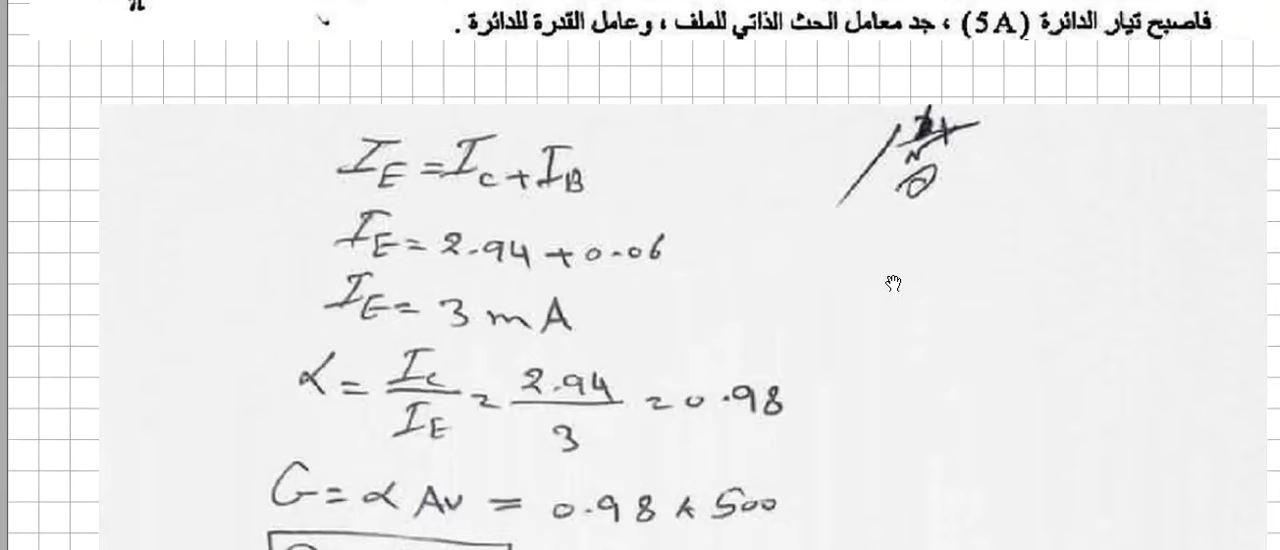 فاصبح تيار الدائرة (5A) ، جد معامل الحث الذاتي للملف ، وعامل القدرة للدائرة .
I_E = I_C + I_B
I_E = 2.94 + 0.06
I_E = 3 mA
α = I_C / I_E = 2.94 / 3 = 0.98
G = α Av = 0.98 × 500